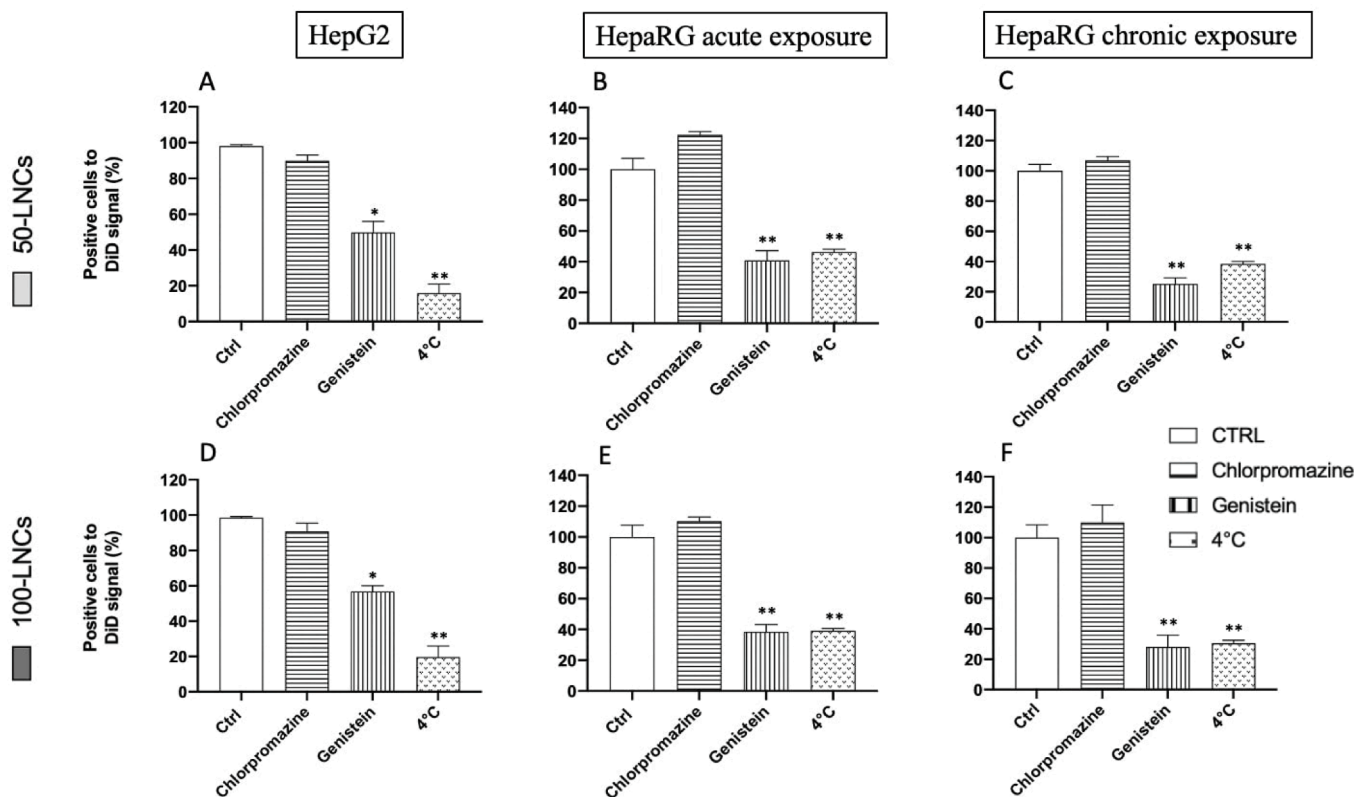 HepG2
HepaRG acute exposure
HepaRG chronic exposure
50-LNCs
A
Positive cells to
DiD signal (%)
120
100
80
60
40
20
0
*
**
Ctrl
Chlorpromazine
Genistein
4°C
B
140
120
100
80
60
40
20
0
**
**
Ctrl
Chlorpromazine
Genistein
4°C
C
140
120
100
80
60
40
20
0
**
**
Ctrl
Chlorpromazine
Genistein
4°C
100-LNCs
D
Positive cells to
DiD signal (%)
120
100
80
60
40
20
0
*
**
Ctrl
Chlorpromazine
Genistein
4°C
E
140
120
100
80
60
40
20
0
**
**
Ctrl
Chlorpromazine
Genistein
4°C
F
140
120
100
80
60
40
20
0
**
**
Ctrl
Chlorpromazine
Genistein
4°C
CTRL
Chlorpromazine
Genistein
4°C